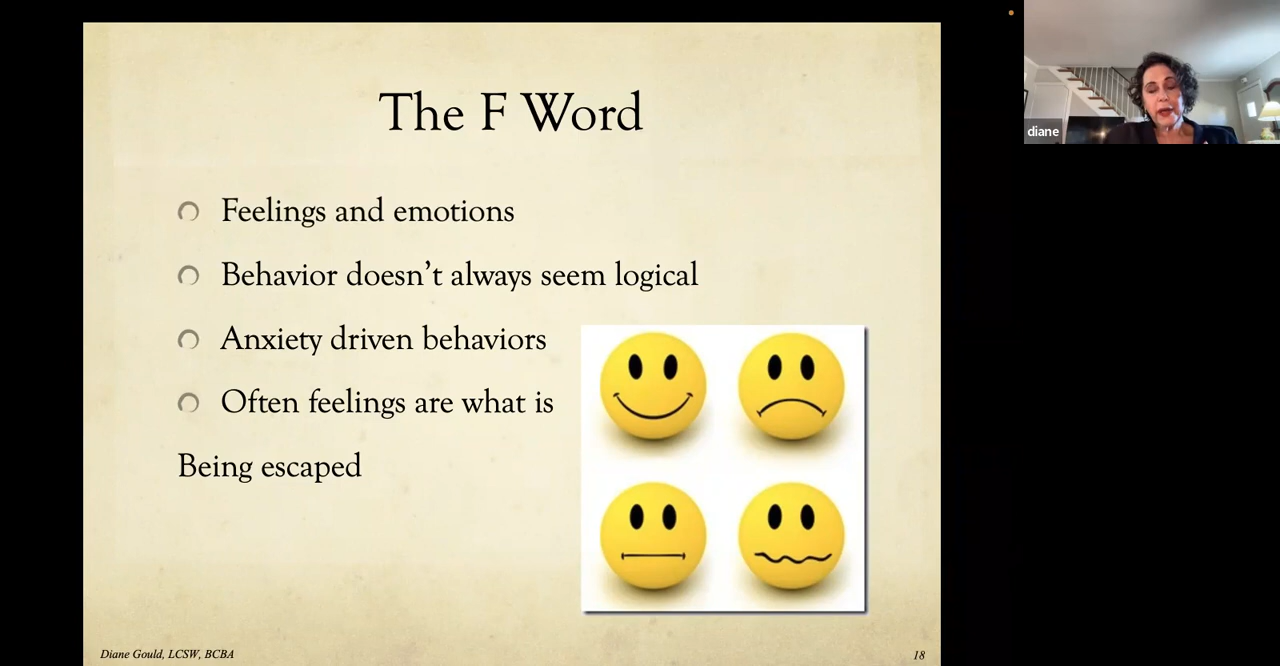 The F Word
Feelings and emotions
Behavior doesn’t always seem logical
Anxiety driven behaviors
Often feelings are what is
Being escaped
Diane Gould, LCSW, BCBA
18
diane